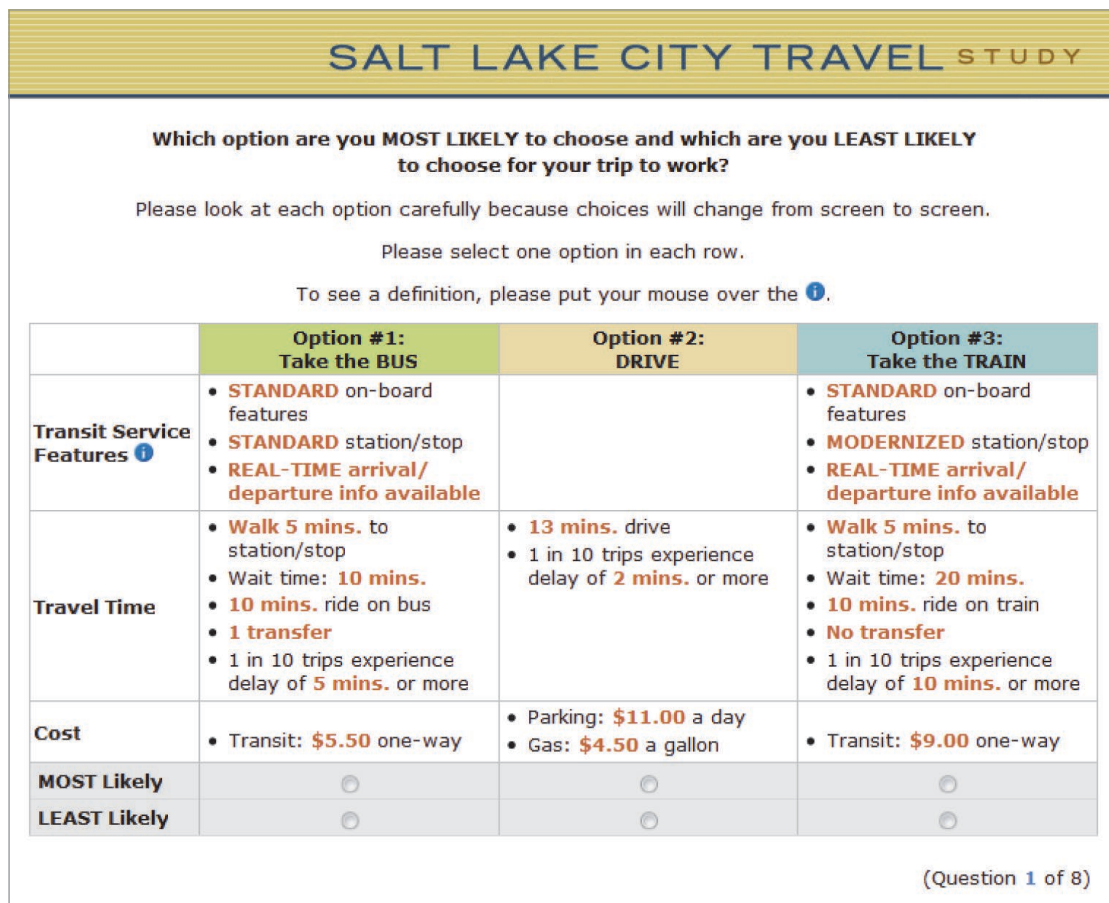 SALT LAKE CITY TRAVEL STUDY
Which option are you MOST LIKELY to choose and which are you LEAST LIKELY
to choose for your trip to work?
Please look at each option carefully because choices will change from screen to screen.
Please select one option in each row.
To see a definition, please put your mouse over the i.
Option #1:
Take the BUS
Option #2:
DRIVE
Option #3:
Take the TRAIN
Transit Service
Features i
• STANDARD on-board
features
• STANDARD station/stop
• REAL-TIME arrival/
departure info available
• STANDARD on-board
features
• MODERNIZED station/stop
• REAL-TIME arrival/
departure info available
Travel Time
• Walk 5 mins. to
station/stop
• Wait time: 10 mins.
• 10 mins. ride on bus
• 1 transfer
• 1 in 10 trips experience
delay of 5 mins. or more
• 13 mins. drive
• 1 in 10 trips experience
delay of 2 mins. or more
• Walk 5 mins. to
station/stop
• Wait time: 20 mins.
• 10 mins. ride on train
• No transfer
• 1 in 10 trips experience
delay of 10 mins. or more
Cost
• Transit: $5.50 one-way
• Parking: $11.00 a day
• Gas: $4.50 a gallon
• Transit: $9.00 one-way
MOST Likely
LEAST Likely
(Question 1 of 8)